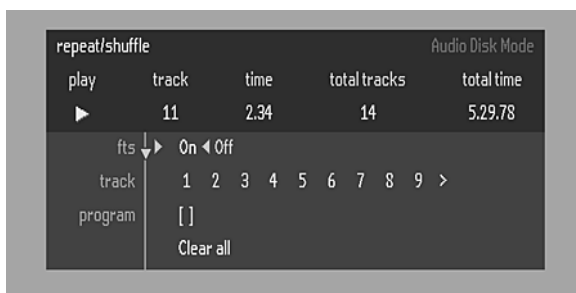 repeat/shuffle Audio Disk Mode
play track time total tracks total time
11 2.34 14 5.29.78
fts On Off
track 1 2 3 4 5 6 7 8 9 >
program [ ]
Clear all